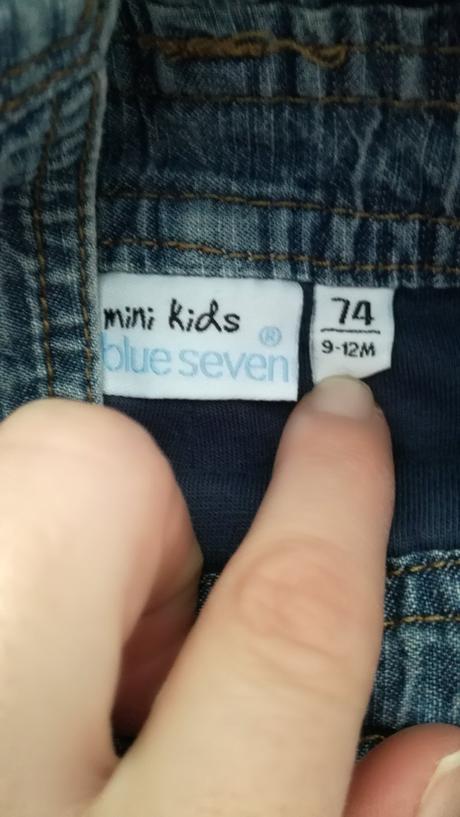 mini kids
blue seven®
74
9-12M